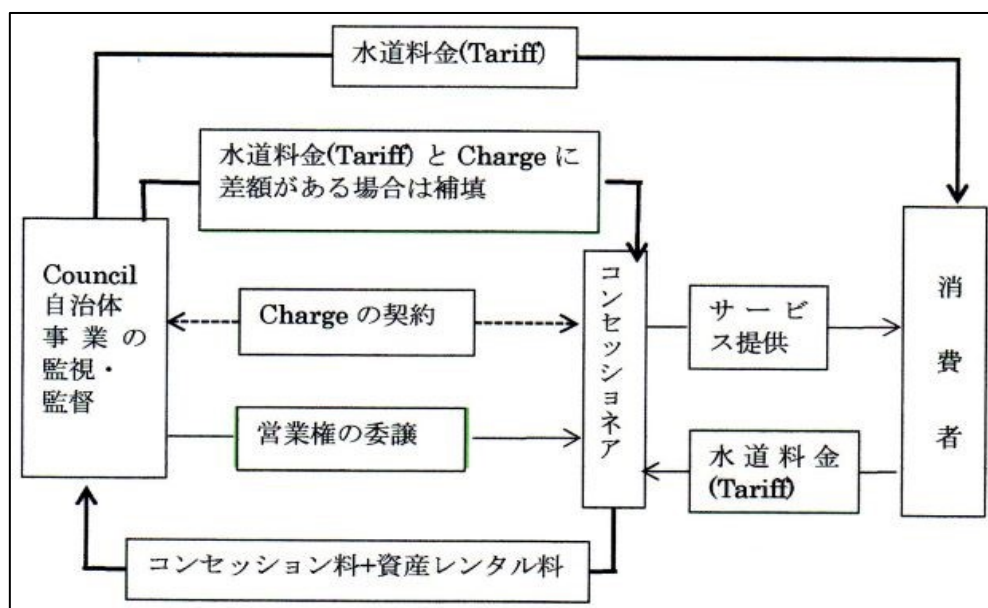 水道料金(Tariff)
水道料金(Tariff) と Charge に
差額がある場合は補填
Council
自治体
事業の
監視・
監督
Charge の契約
営業権の委譲
コンセッション料+資産レンタル料
コンセッショネア
サービ
ス提供
水道料金
(Tariff)
消費者